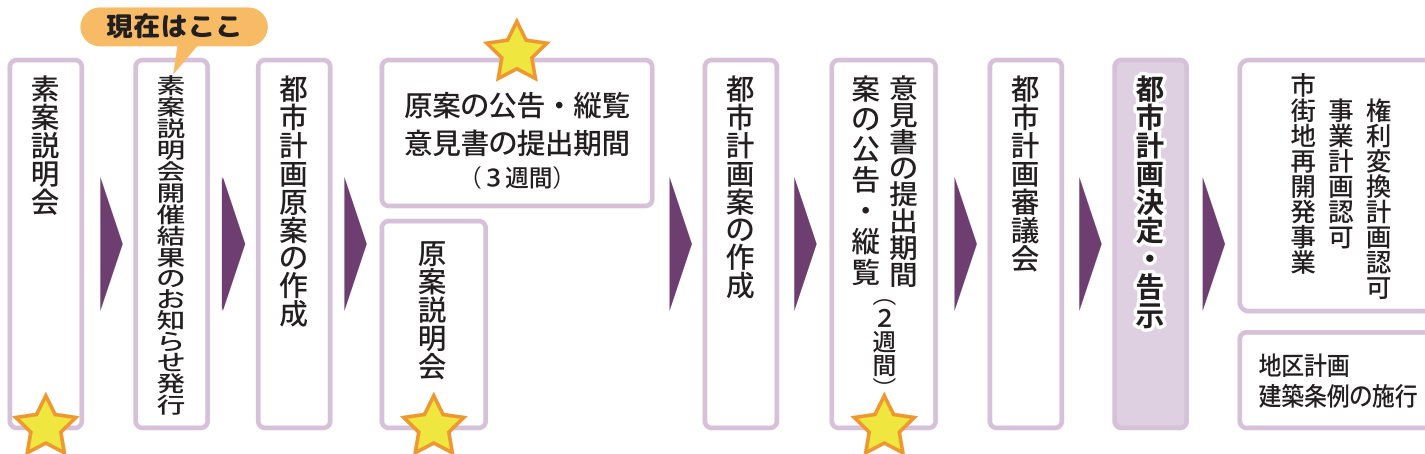 現在はここ
素案説明会
素案説明会開催結果のお知らせ発行
都市計画原案の作成
原案の公告・縦覧
意見書の提出期間
（３週間）
原案説明会
都市計画案の作成
意見書の提出期間
案の公告・縦覧
（２週間）
都市計画審議会
都市計画決定・告示
権利変換計画認可
事業計画認可
市街地再開発事業
地区計画
建築条例の施行